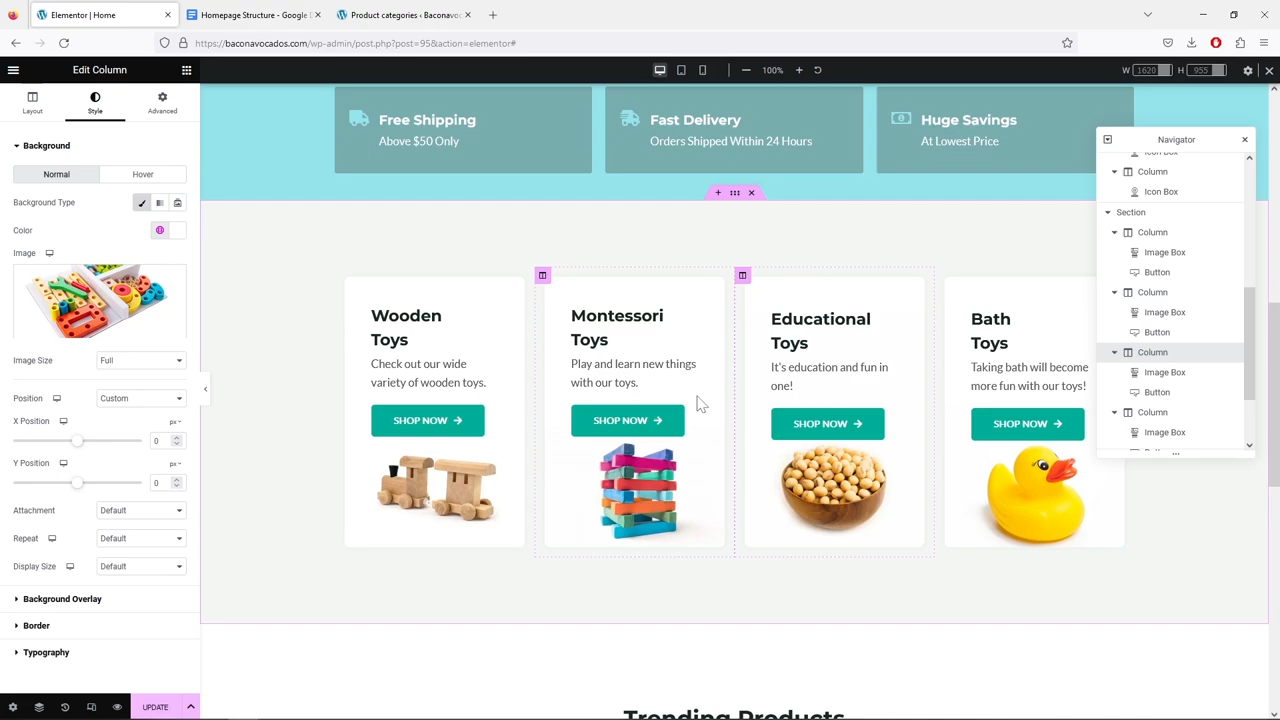 Elementor | Home
Homepage Structure - Google D
Product categories ‹ Baconavoc
https://baconavocados.com/wp-admin/post.php?post=95&action=elementor#
Edit Column
100%
W 1620 H 955
Layout
Style
Advanced
Background
Normal
Hover
Background Type
Color
Image
Image Size
Full
Position
Custom
X Position
px
0
Y Position
px
0
Attachment
Default
Repeat
Default
Display Size
Default
Background Overlay
Border
Typography
UPDATE
Free Shipping
Above $50 Only
Fast Delivery
Orders Shipped Within 24 Hours
Huge Savings
At Lowest Price
Wooden
Toys
Check out our wide
variety of wooden toys.
SHOP NOW
Montessori
Toys
Play and learn new things
with our toys.
SHOP NOW
Educational
Toys
It's education and fun in
one!
SHOP NOW
Bath
Toys
Taking bath will become
more fun with our toys!
SHOP NOW
Trending Products
Navigator
Icon Box
Column
Icon Box
Section
Column
Image Box
Button
Column
Image Box
Button
Column
Image Box
Button
Column
Image Box